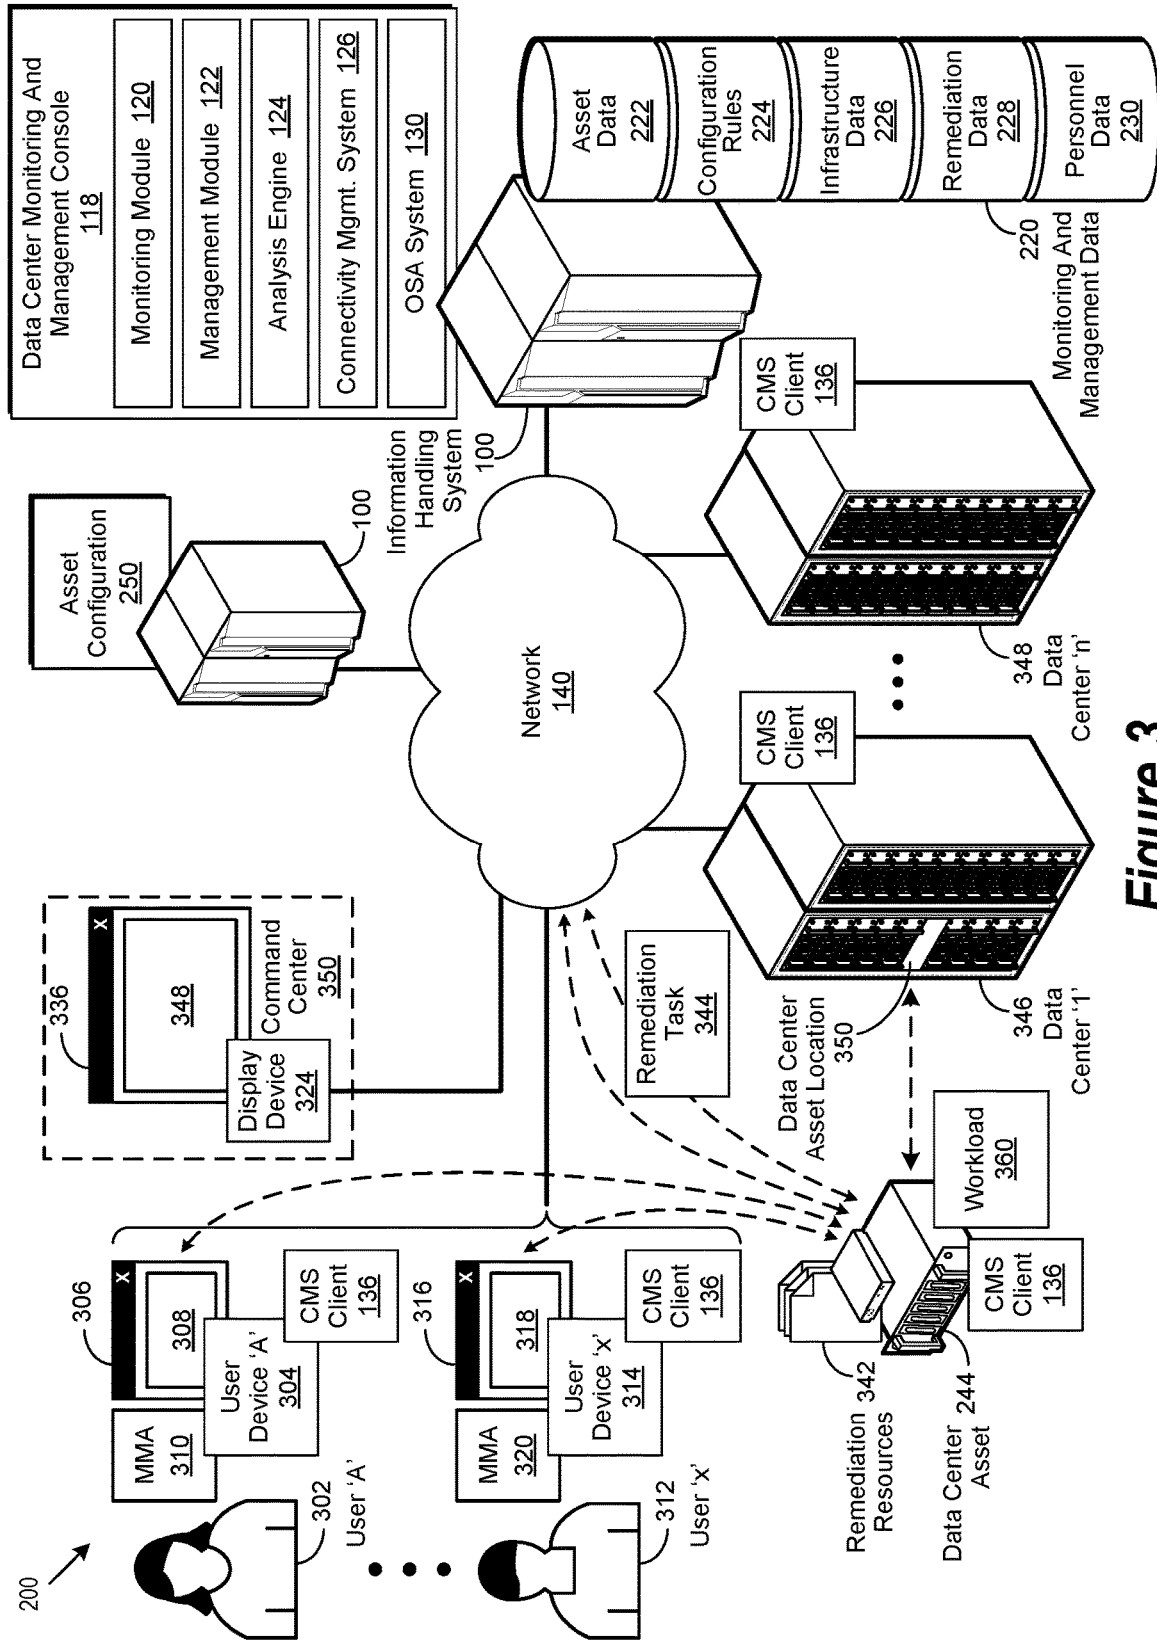 200
302
User ‘A’
312
User ‘x’
306
X
308
MMA
310
User
Device ‘A’
304
CMS
Client
136
316
X
318
MMA
320
User
Device ‘x’
314
CMS
Client
136
336
X
348
Display
Device
324
Command
Center
350
Asset
Configuration
250
100
Data Center Monitoring And
Management Console
118
Monitoring Module 120
Management Module 122
Analysis Engine 124
Connectivity Mgmt. System 126
OSA System 130
Information
Handling
System
100
Network
140
Asset
Data
222
Configuration
Rules
224
Infrastructure
Data
226
Remediation
Data
228
Personnel
Data
230
220
Monitoring And
Management Data
Remediation
Task
344
342
Remediation
Resources
244
Data Center
Asset
CMS
Client
136
Workload
360
Data Center
Asset Location
350
CMS
Client
136
346
Data
Center ‘1’
CMS
Client
136
348
Data
Center ‘n’
Figure 3